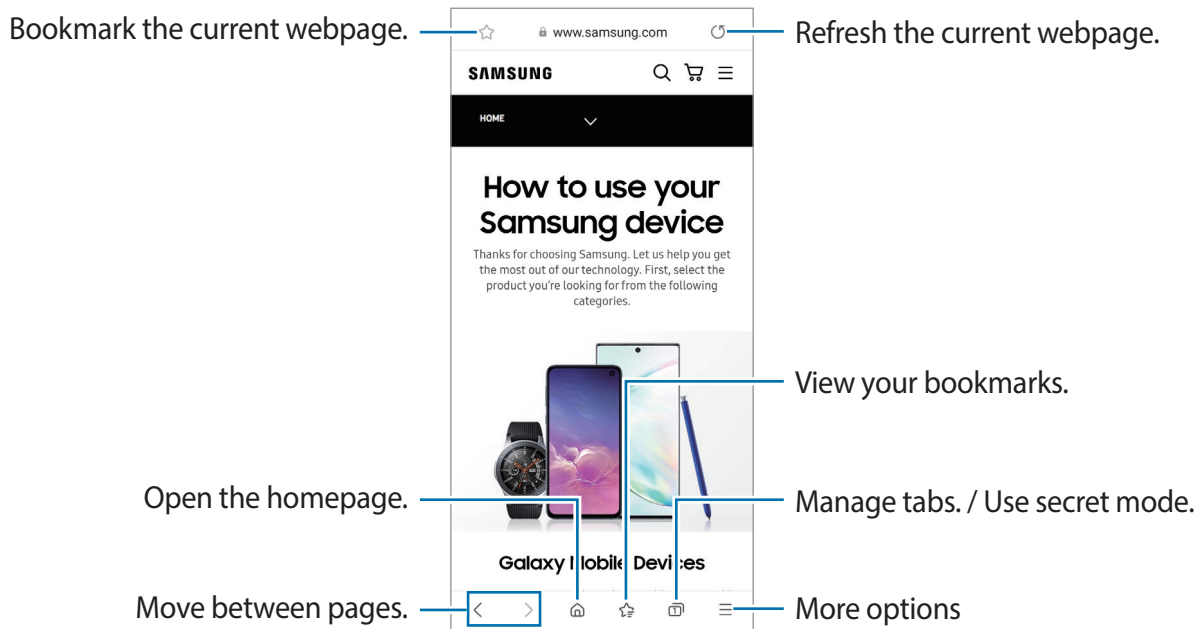 Bookmark the current webpage.
www.samsung.com
Refresh the current webpage.
SAMSUNG
HOME
How to use your
Samsung device
Thanks for choosing Samsung. Let us help you get
the most out of our technology. First, select the
product you're looking for from the following
categories.
View your bookmarks.
Open the homepage.
Manage tabs. / Use secret mode.
Galaxy Mobile Devices
Move between pages.
1
More options